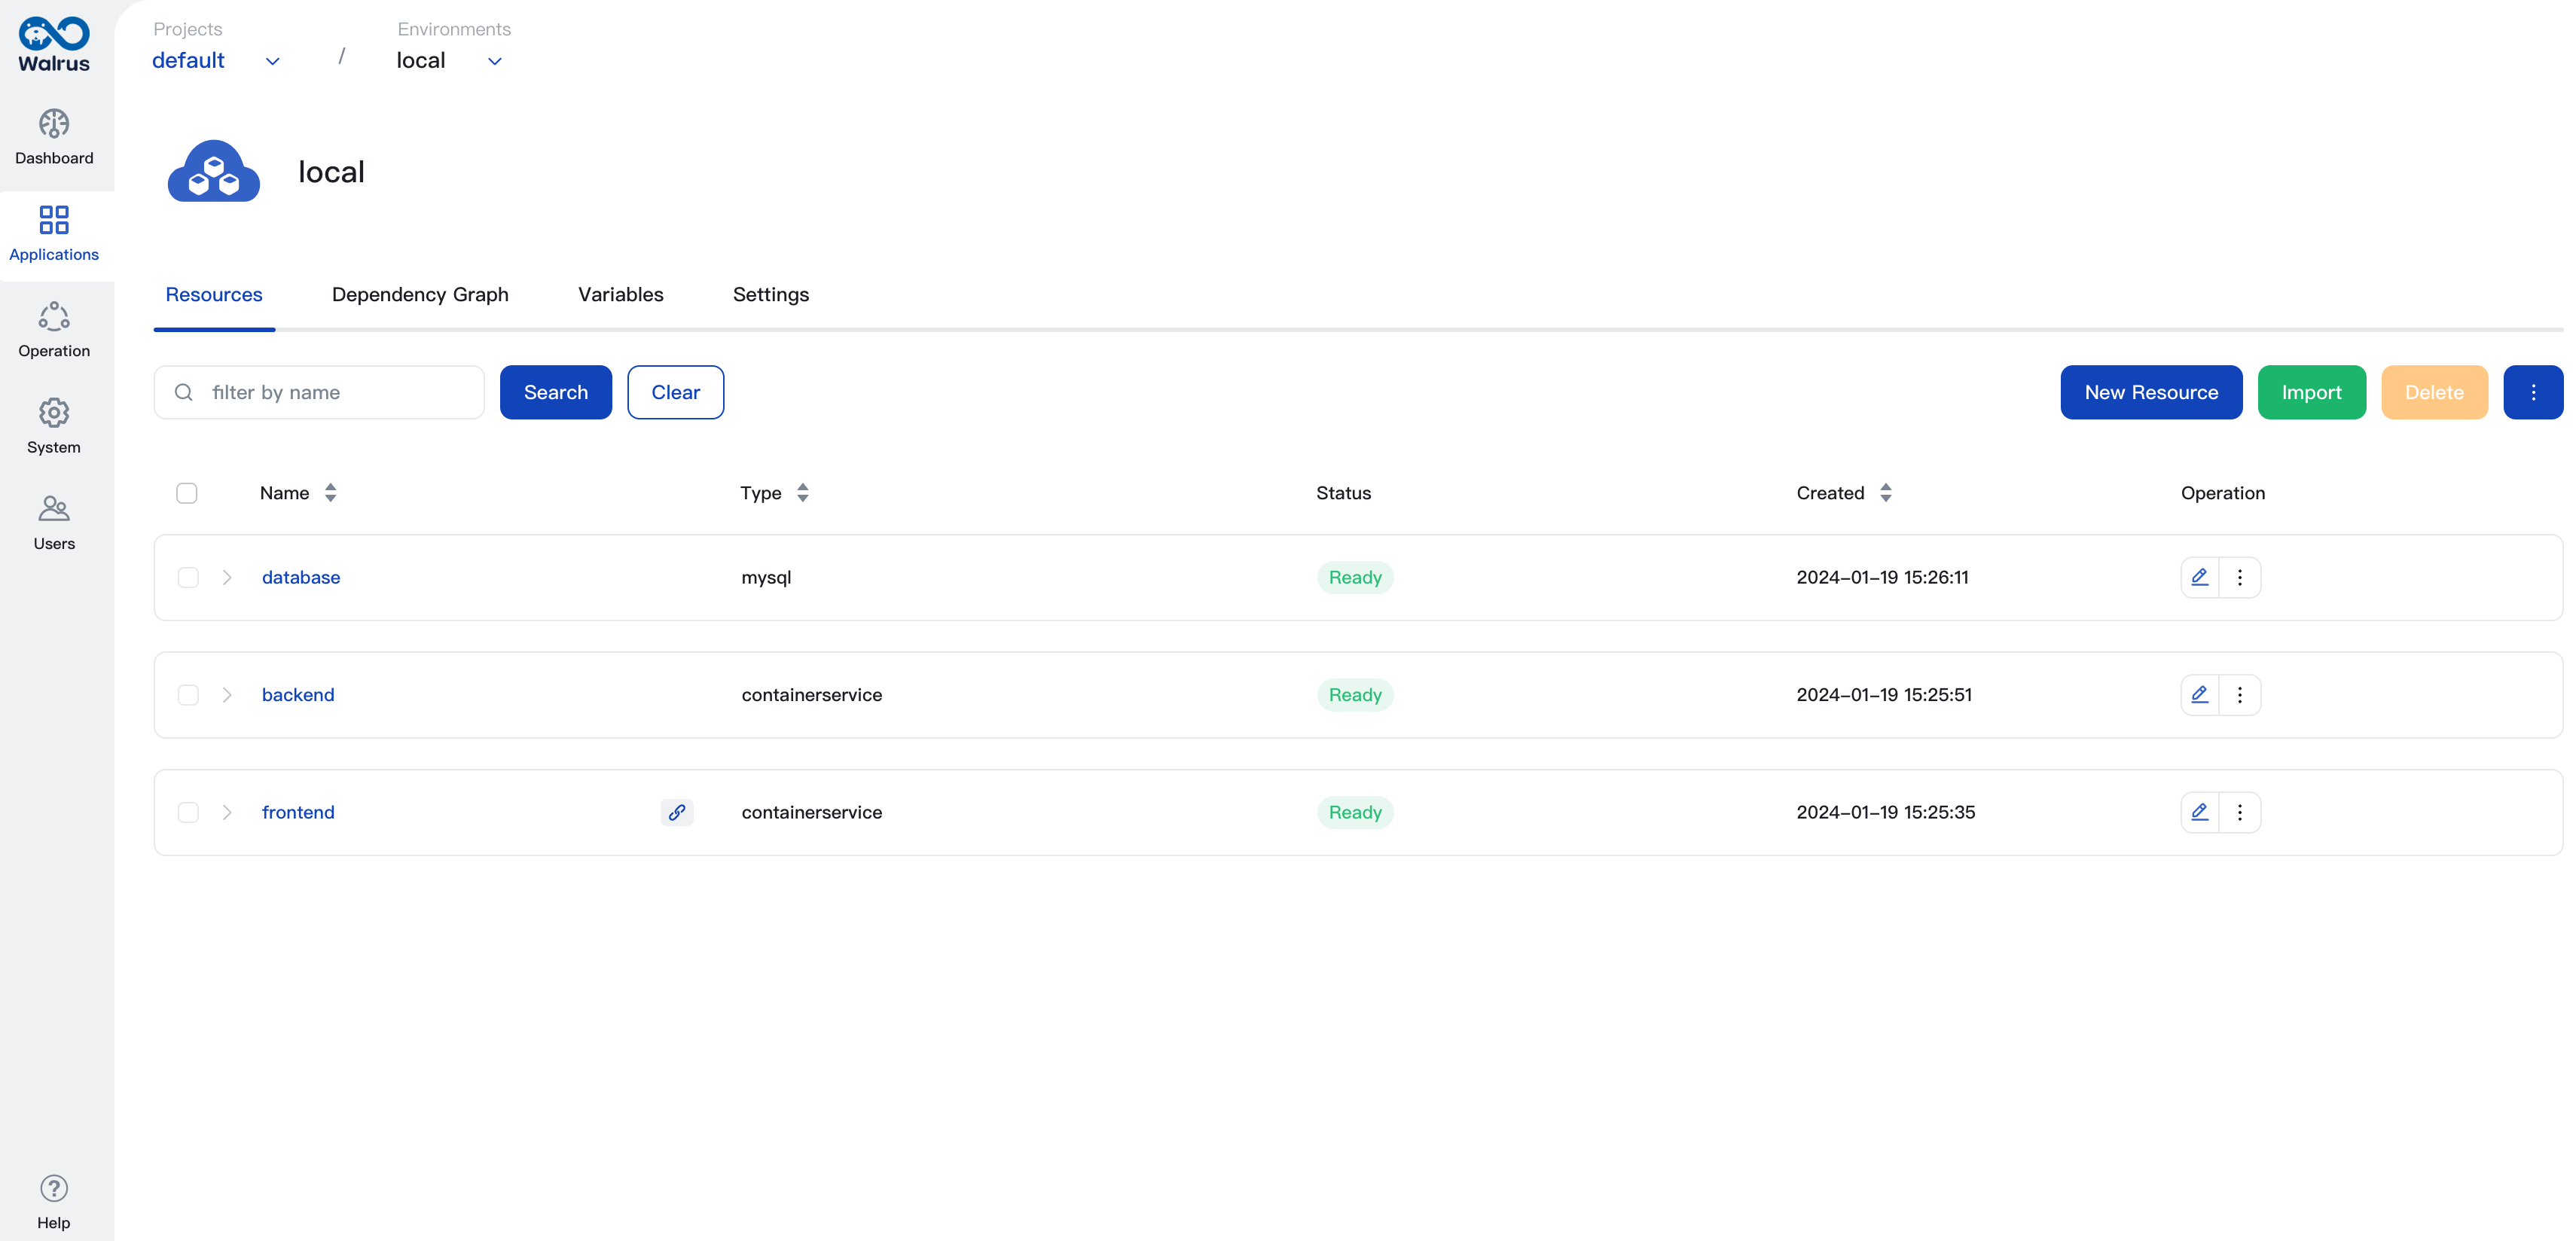 Walrus
Dashboard
Applications
Operation
System
Users
Help
Projects
default
/
Environments
local
local
Resources Dependency Graph Variables Settings
filter by name Search Clear New Resource Import Delete
Name Type Status Created Operation
database mysql Ready 2024-01-19 15:26:11
backend containerservice Ready 2024-01-19 15:25:51
frontend containerservice Ready 2024-01-19 15:25:35